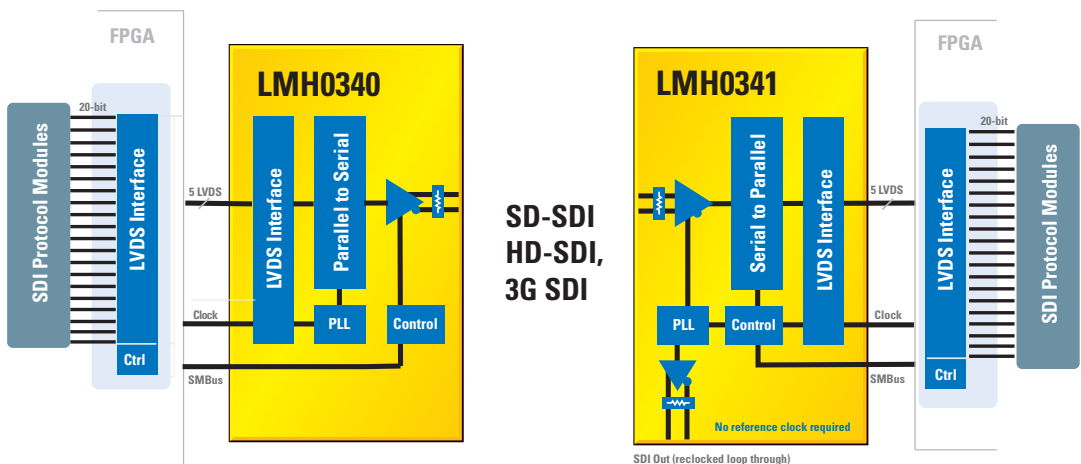 FPGA
LMH0340
20-bit
SDI Protocol Modules
LVDS Interface
Ctrl
5 LVDS
Clock
SMBus
LVDS Interface
Parallel to Serial
PLL
Control
SD-SDI
HD-SDI,
3G SDI
LMH0341
Serial to Parallel
LVDS Interface
PLL
Control
No reference clock required
SDI Out (reclocked loop through)
5 LVDS
Clock
SMBus
FPGA
20-bit
LVDS Interface
Ctrl
SDI Protocol Modules